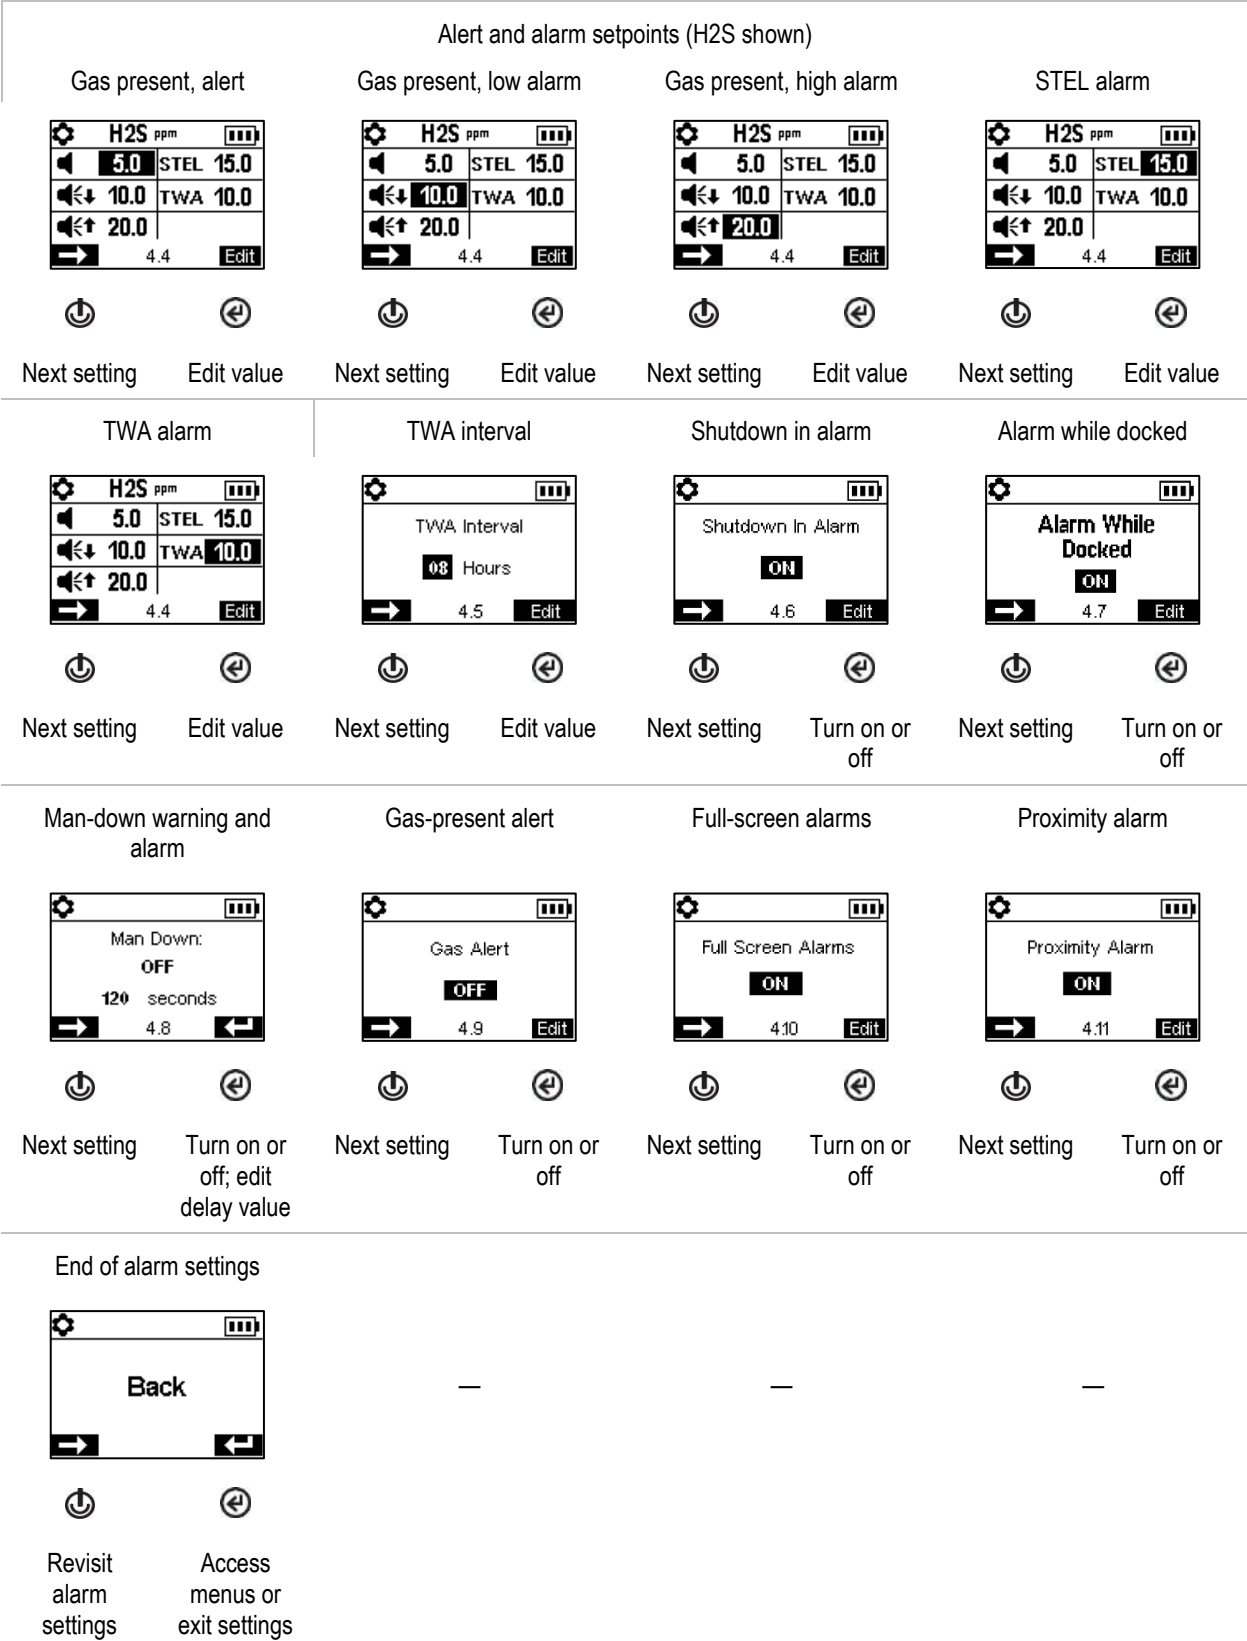 Alert and alarm setpoints (H2S shown)
Gas present, alert
Gas present, low alarm
Gas present, high alarm
STEL alarm
H2S ppm
5.0 STEL 15.0
10.0 TWA 10.0
20.0
4.4 Edit
H2S ppm
5.0 STEL 15.0
10.0 TWA 10.0
20.0
4.4 Edit
H2S ppm
5.0 STEL 15.0
10.0 TWA 10.0
20.0
4.4 Edit
H2S ppm
5.0 STEL 15.0
10.0 TWA 10.0
20.0
4.4 Edit
Next setting
Edit value
Next setting
Edit value
Next setting
Edit value
Next setting
Edit value
TWA alarm
TWA interval
Shutdown in alarm
Alarm while docked
H2S ppm
5.0 STEL 15.0
10.0 TWA 10.0
20.0
4.4 Edit
TWA Interval
08 Hours
4.5 Edit
Shutdown In Alarm
ON
4.6 Edit
Alarm While
Docked
ON
4.7 Edit
Next setting
Edit value
Next setting
Edit value
Next setting
Turn on or
off
Next setting
Turn on or
off
Man-down warning and
alarm
Gas-present alert
Full-screen alarms
Proximity alarm
Man Down:
OFF
120 seconds
4.8
Gas Alert
OFF
4.9 Edit
Full Screen Alarms
ON
4.10 Edit
Proximity Alarm
ON
4.11 Edit
Next setting
Turn on or
off; edit
delay value
Next setting
Turn on or
off
Next setting
Turn on or
off
Next setting
Turn on or
off
End of alarm settings
Back
—
—
—
Revisit
alarm
settings
Access
menus or
exit settings